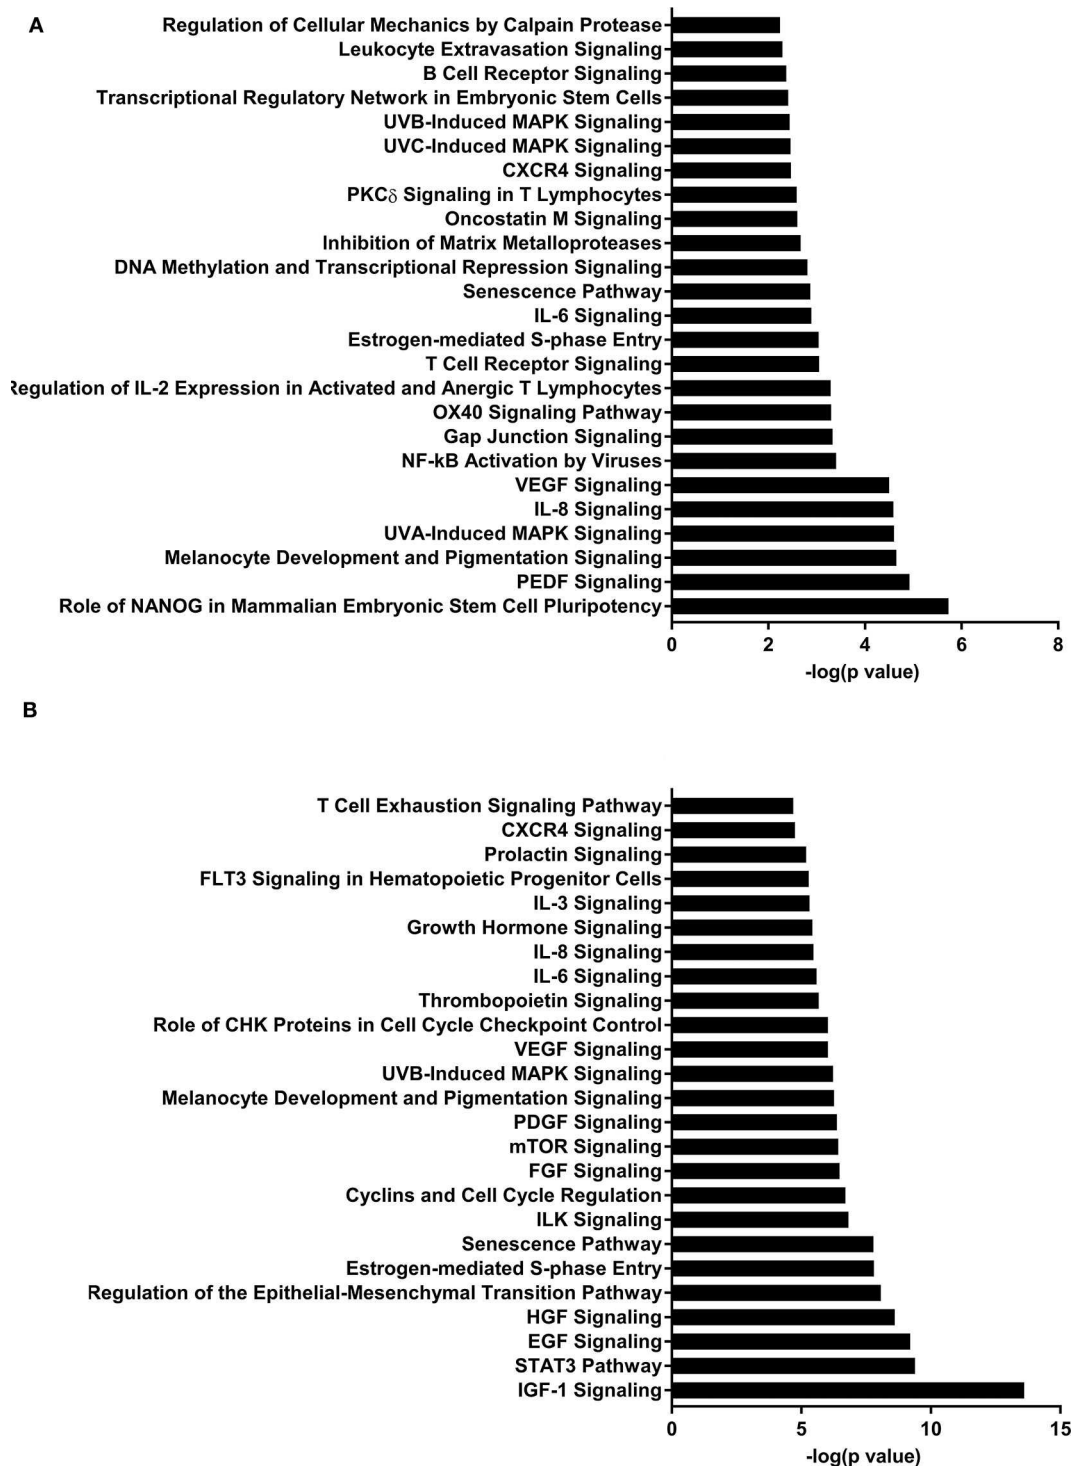 A
Regulation of Cellular Mechanics by Calpain Protease
Leukocyte Extravasation Signaling
B Cell Receptor Signaling
Transcriptional Regulatory Network in Embryonic Stem Cells
UVB-Induced MAPK Signaling
UVC-Induced MAPK Signaling
CXCR4 Signaling
PKCδ Signaling in T Lymphocytes
Oncostatin M Signaling
Inhibition of Matrix Metalloproteases
DNA Methylation and Transcriptional Repression Signaling
Senescence Pathway
IL-6 Signaling
Estrogen-mediated S-phase Entry
T Cell Receptor Signaling
Regulation of IL-2 Expression in Activated and Anergic T Lymphocytes
OX40 Signaling Pathway
Gap Junction Signaling
NF-kB Activation by Viruses
VEGF Signaling
IL-8 Signaling
UVA-Induced MAPK Signaling
Melanocyte Development and Pigmentation Signaling
PEDF Signaling
Role of NANOG in Mammalian Embryonic Stem Cell Pluripotency
0 2 4 6 8
-log(p value)
B
T Cell Exhaustion Signaling Pathway
CXCR4 Signaling
Prolactin Signaling
FLT3 Signaling in Hematopoietic Progenitor Cells
IL-3 Signaling
Growth Hormone Signaling
IL-8 Signaling
IL-6 Signaling
Thrombopoietin Signaling
Role of CHK Proteins in Cell Cycle Checkpoint Control
VEGF Signaling
UVB-Induced MAPK Signaling
Melanocyte Development and Pigmentation Signaling
PDGF Signaling
mTOR Signaling
FGF Signaling
Cyclins and Cell Cycle Regulation
ILK Signaling
Senescence Pathway
Estrogen-mediated S-phase Entry
Regulation of the Epithelial-Mesenchymal Transition Pathway
HGF Signaling
EGF Signaling
STAT3 Pathway
IGF-1 Signaling
0 5 10 15
-log(p value)